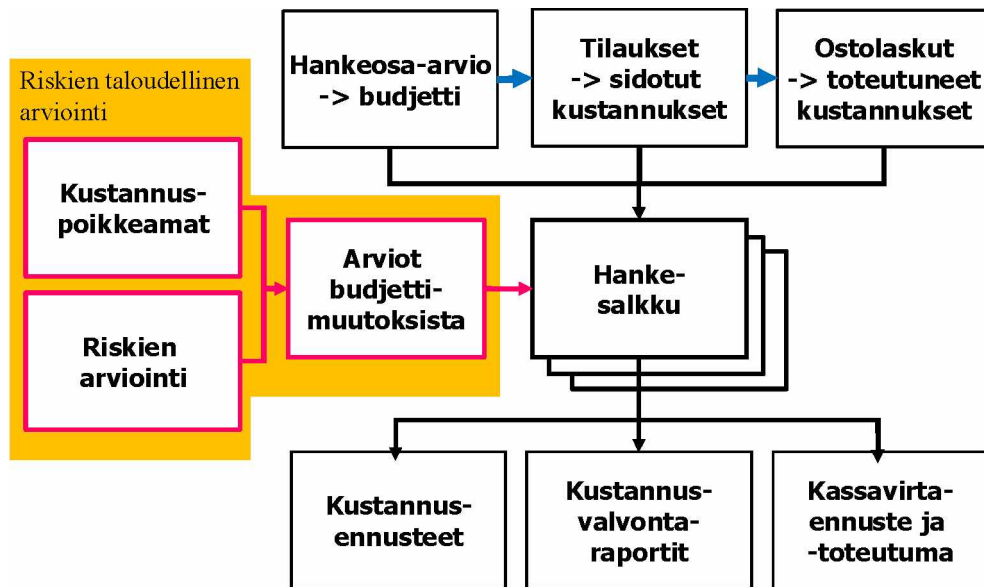 Hankeosa-arvio
-> budjetti
Tilaukset
-> sidotut
kustannukset
Ostolaskut
-> toteutuneet
kustannukset
Riskien taloudellinen
arviointi
Kustannus-
poikkeamat
Riskien
arviointi
Arviot
budjetti-
muutoksista
Hanke-
salkku
Kustannus-
ennusteet
Kustannus-
valvonta-
raportit
Kassavirta-
ennuste ja
-toteutuma